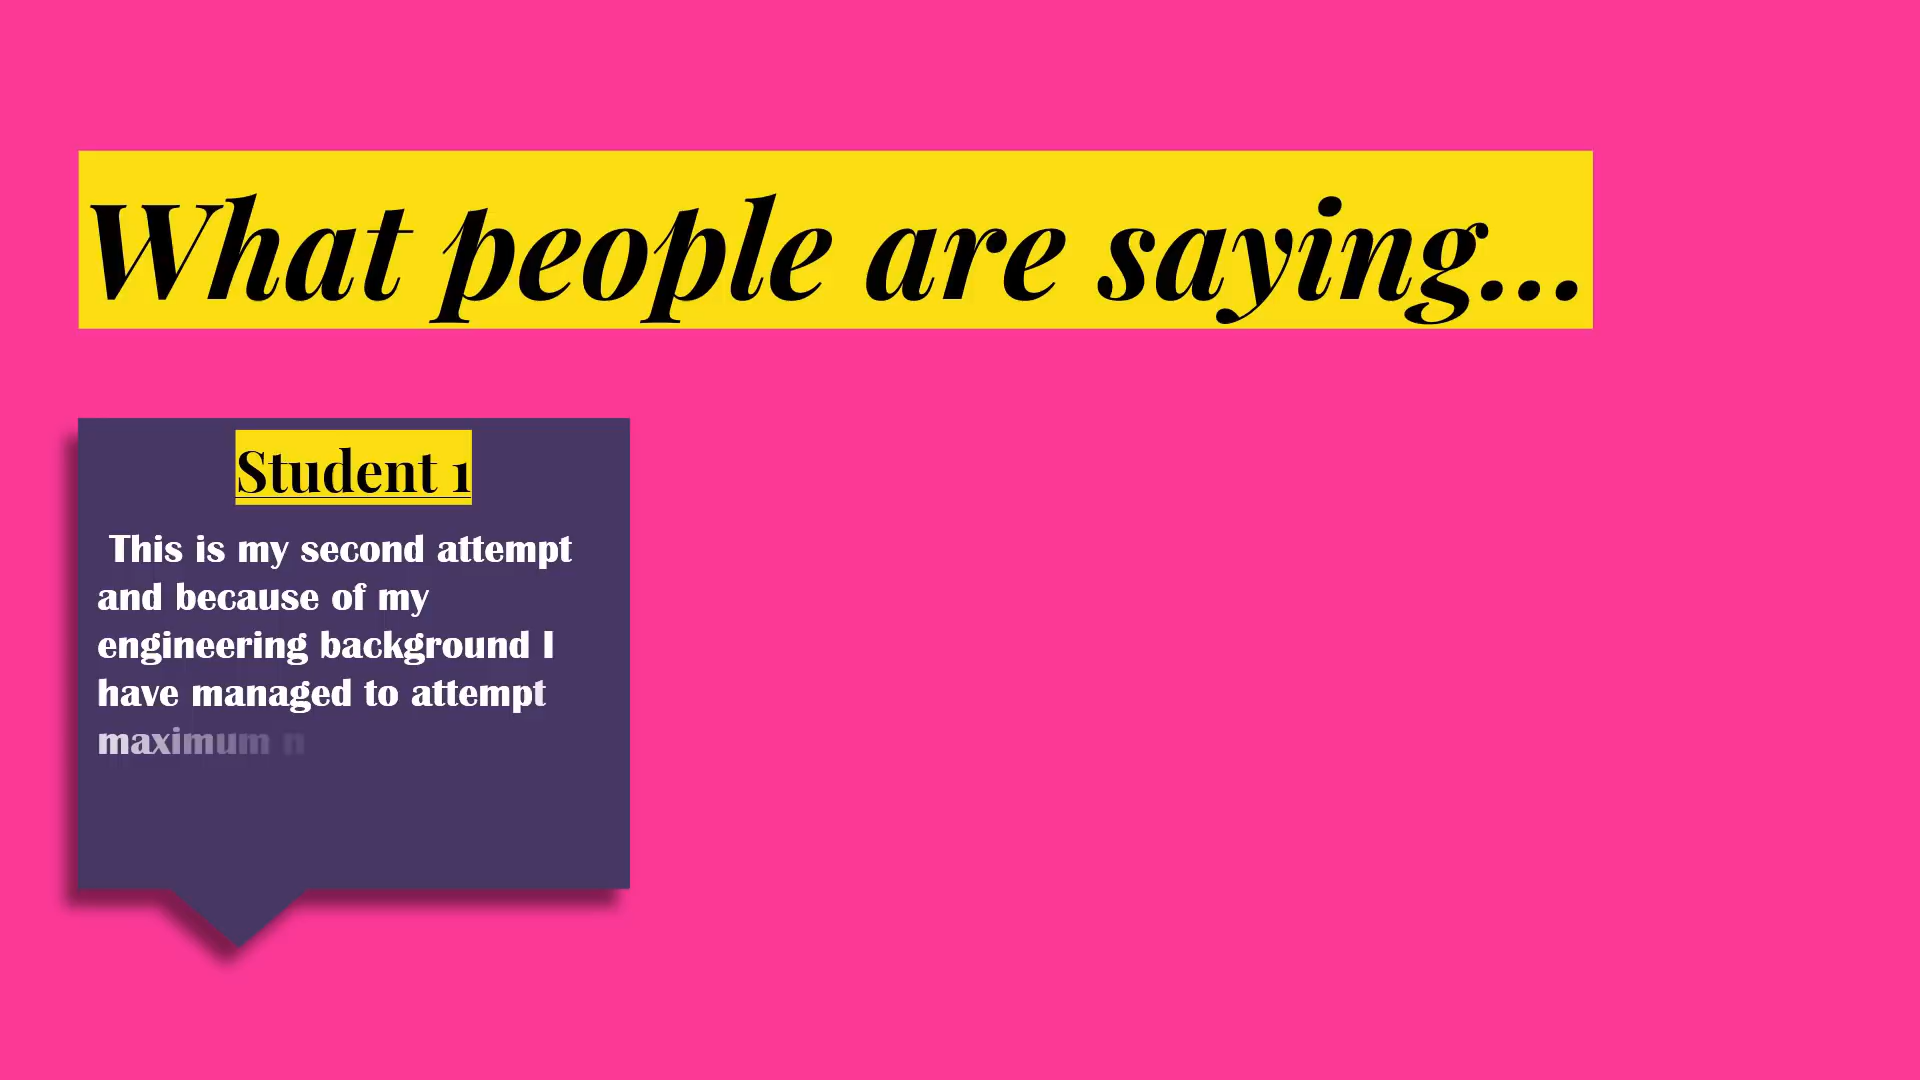 What people are saying...
Student 1
This is my second attempt
and because of my
engineering background I
have managed to attempt
maximum n